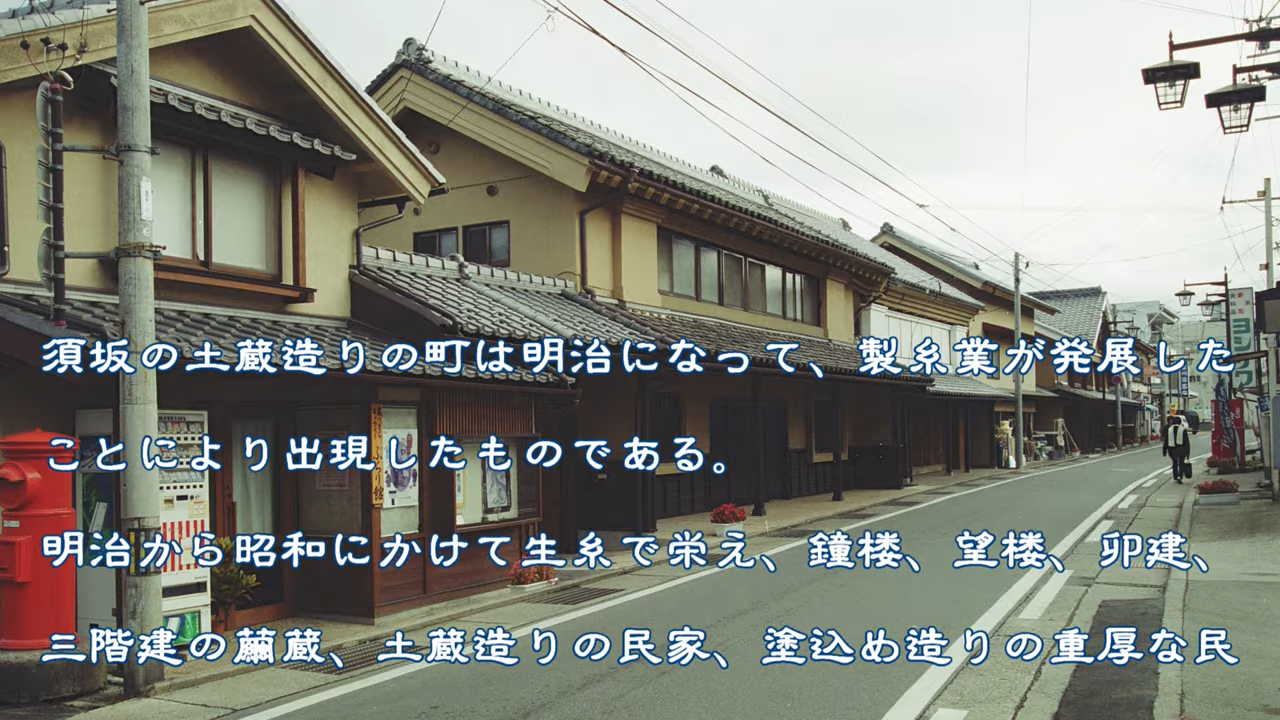 須坂の土蔵造りの町は明治になって、製糸業が発展した
ことにより出現したものである。
明治から昭和にかけて生糸で栄え、鐘楼、望楼、卯建、
三階建の繭蔵、土蔵造りの民家、塗込め造りの重厚な民